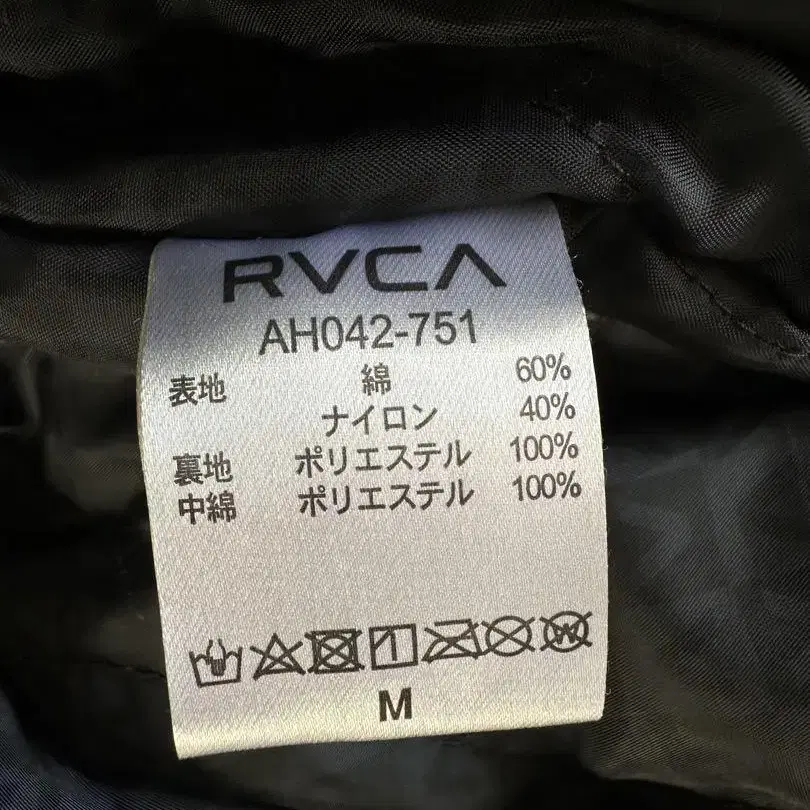 RVCA
AH042-751
表地 綿 60%
ナイロン 40%
裏地 ポリエステル 100%
中綿 ポリエステル 100%
M